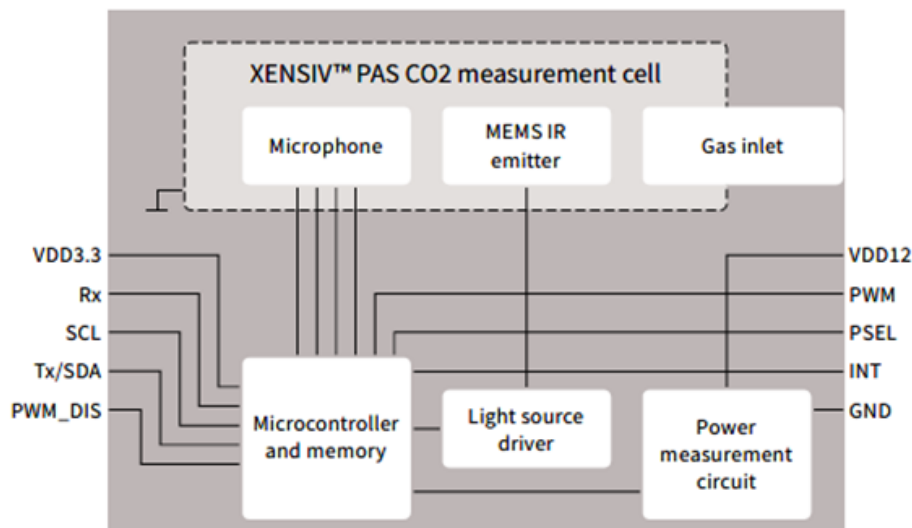 XENSIV™ PAS CO2 measurement cell
Microphone
MEMS IR
emitter
Gas inlet
VDD3.3
Rx
SCL
Tx/SDA
PWM_DIS
VDD12
PWM
PSEL
INT
GND
Microcontroller
and memory
Light source
driver
Power
measurement
circuit